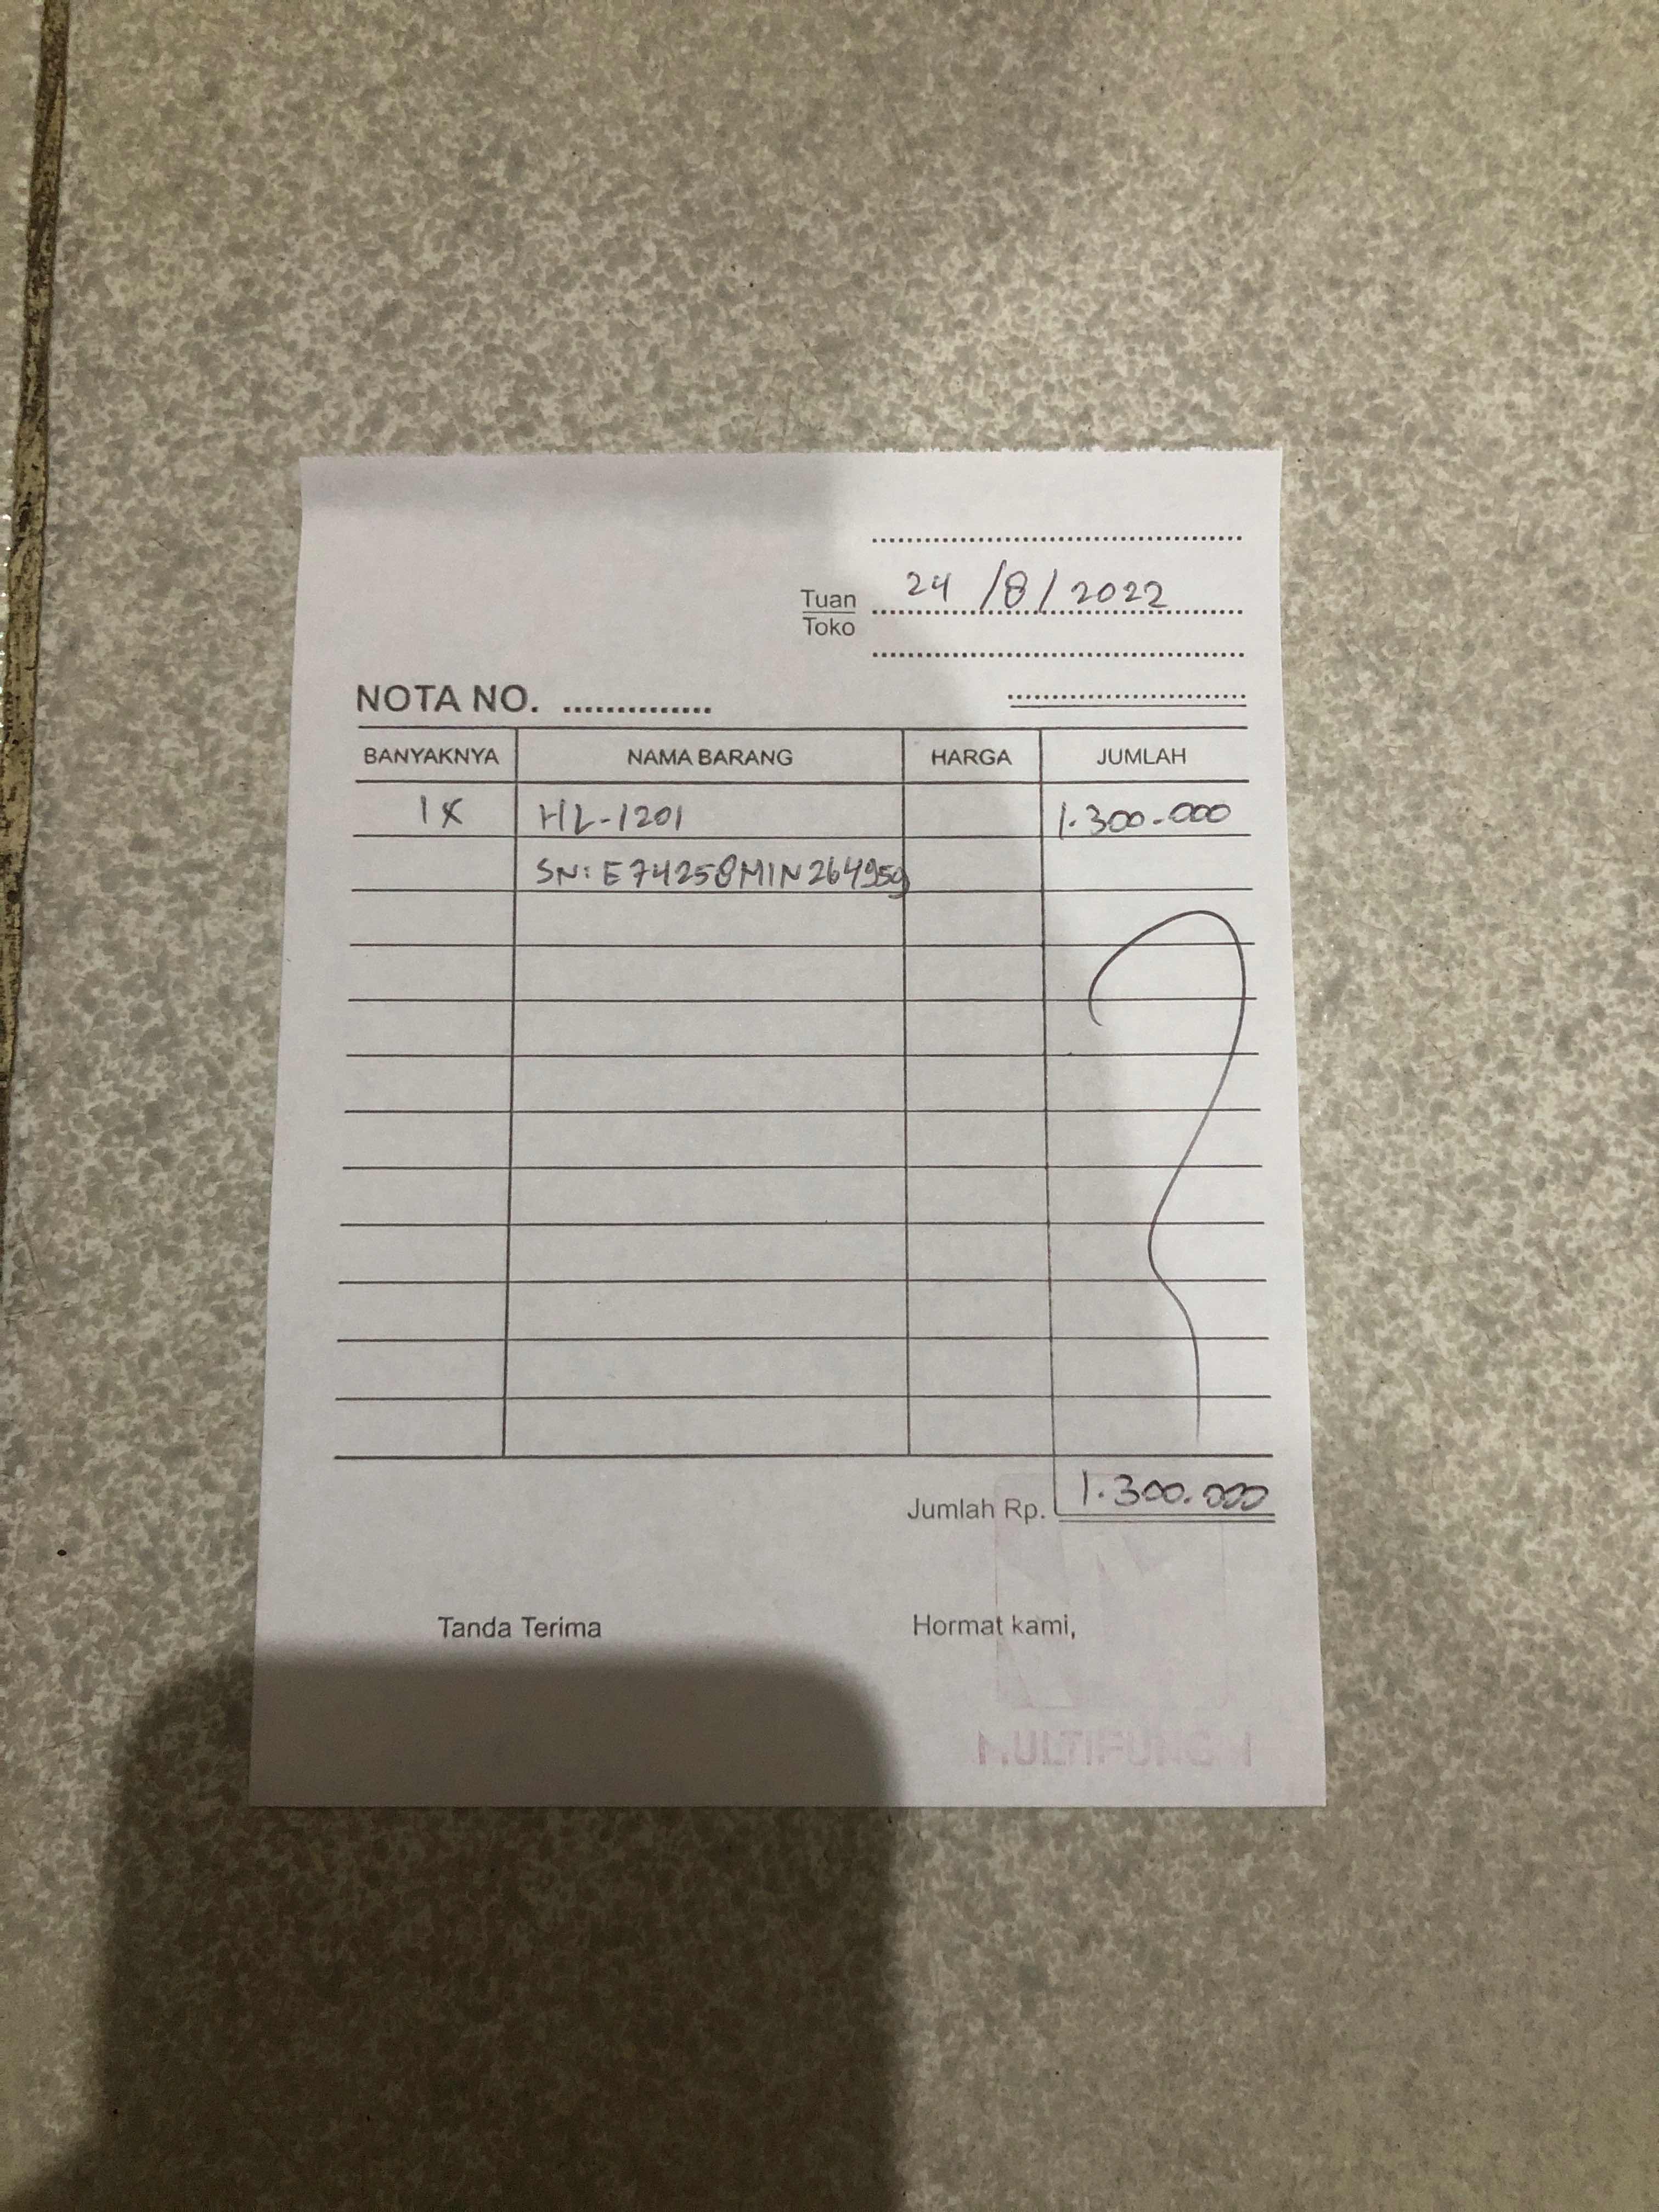 24/8/2022
Tuan
Toko
NOTA NO. ..............
BANYAKNYA NAMA BARANG HARGA JUMLAH
1X HL-1201 1.300.000
SN: E74258M1N264959
Jumlah Rp. 1.300.000
Tanda Terima Hormat kami,